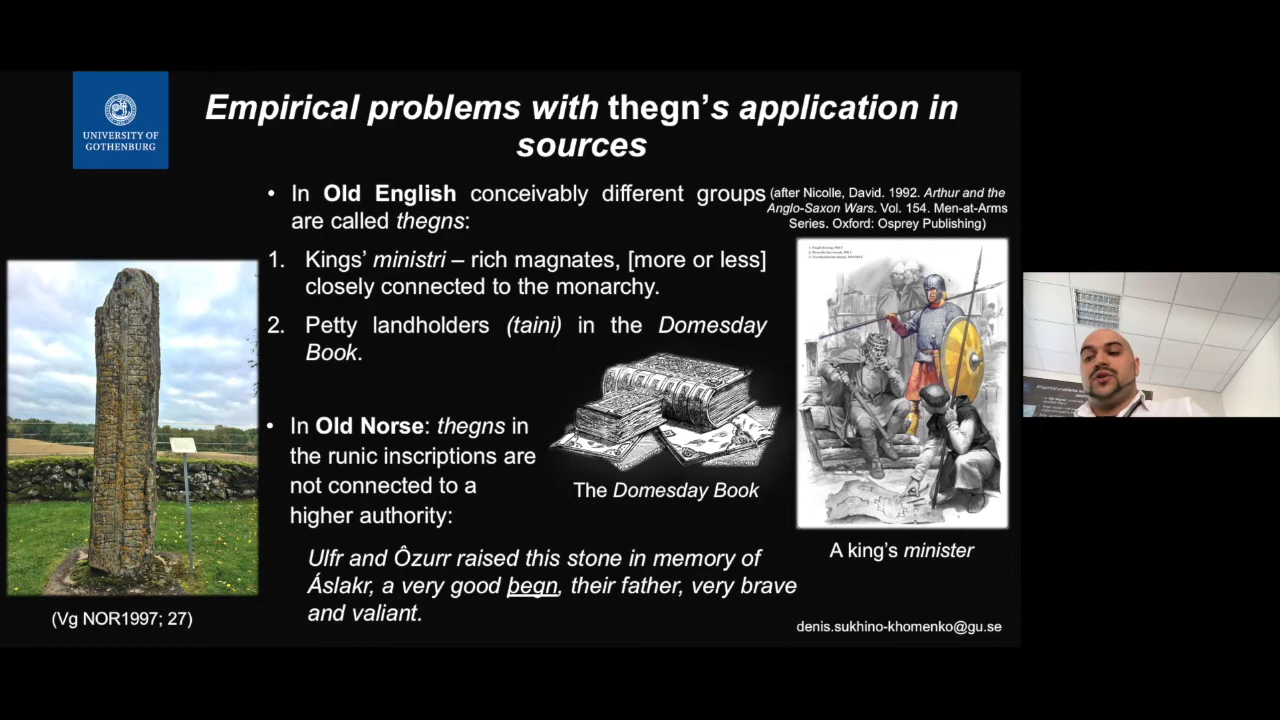 UNIVERSITY OF
GOTHENBURG
Empirical problems with thegn's application in
sources
• In Old English conceivably different groups
are called thegns:
1. Kings' ministri – rich magnates, [more or less]
closely connected to the monarchy.
2. Petty landholders (taini) in the Domesday
Book.
• In Old Norse: thegns in
the runic inscriptions are
not connected to a
higher authority:
Ulfr and Ôzurr raised this stone in memory of
Áslakr, a very good þegn, their father, very brave
and valiant.
The Domesday Book
(after Nicolle, David. 1992. Arthur and the
Anglo-Saxon Wars. Vol. 154. Men-at-Arms
Series. Oxford: Osprey Publishing)
A king's minister
(Vg NOR1997; 27)
denis.sukhino-khomenko@gu.se